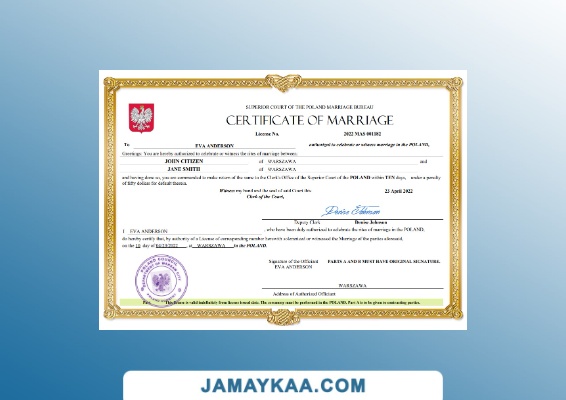 SUPERIOR COURT OF THE POLAND MARRIAGE BUREAU
CERTIFICATE OF MARRIAGE
License No. 2022 MAS 001882
To EVA ANDERSON authorized to celebrate or witness the rites of marriage in the POLAND,
Greetings: You are hereby authorized to celebrate or witness the rites of marriage between:
JOHN CITIZEN of WARSZAWA and
JANE SMITH of WARSZAWA
and having done so, you are commanded to make return of the same to the Clerk's Office of the Superior Court of the POLAND within TEN days, under a penalty
of fifty dollars for default therein.
Witness my hand and the seal of said Court this 23 April 2022
Clerk of the Court,
Deputy Clerk Denise Johnson
I EVA ANDERSON who have been duly authorized to celebrate the rites of marriage in the POLAND,
do hereby certify that, by authority of a License of corresponding number herewith solemnized or witnessed the Marriage of the parties aforesaid,
on the 18 day of 04/23/2022 at WARSZAWA in the POLAND.
Signature of the Official PARTS A AND B MUST HAVE ORIGINAL SIGNATURE
EVA ANDERSON
WARSZAWA
Address of Authorized Officiant
This license is valid indefinitely from license issued date. The ceremony must be performed in the POLAND. Part A is to be given to contracting parties.
JAMAYKAA.COM